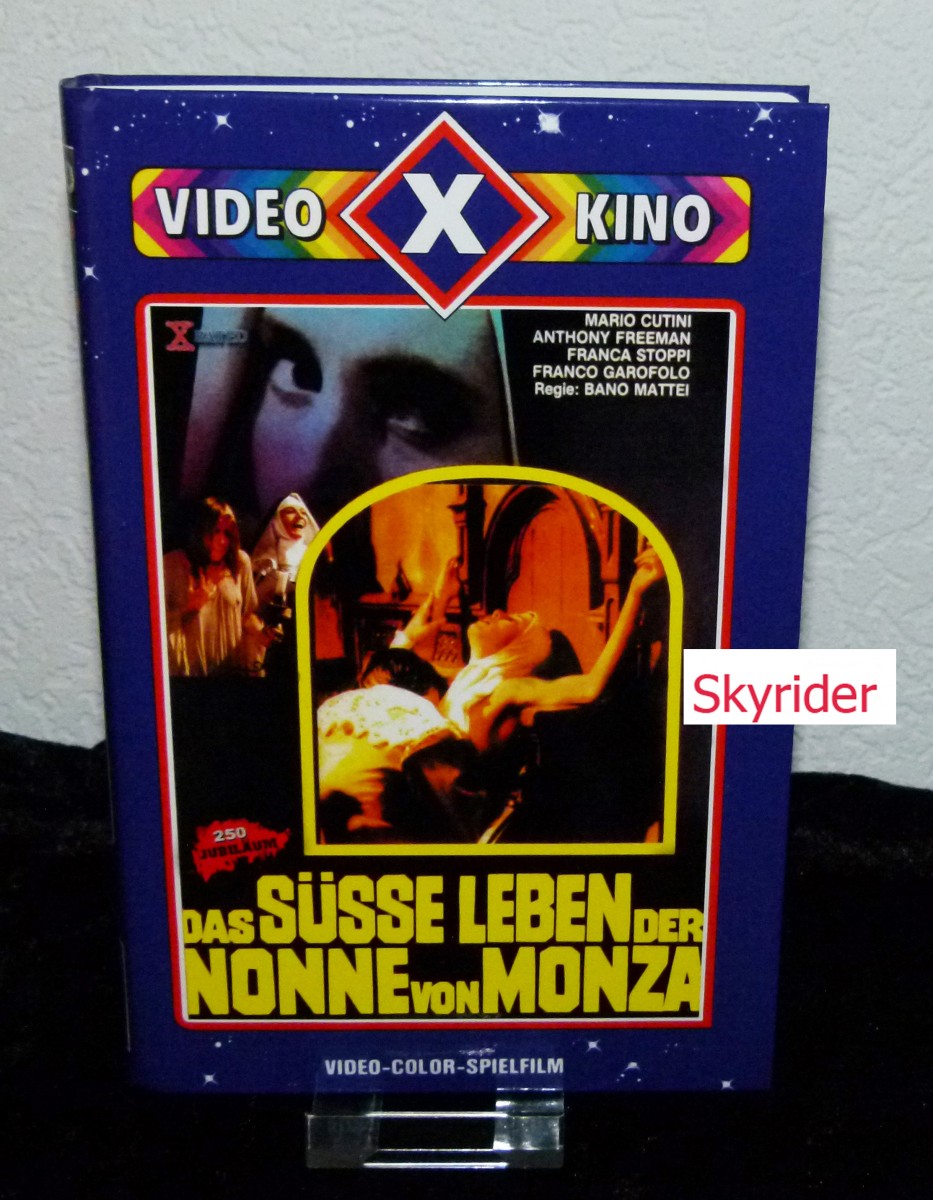 VIDEO X KINO
MARIO CUTINI
ANTHONY FREEMAN
FRANCA STOPPI
FRANCO GAROFOLO
Regie: BANO MATTEI
X
Skyrider
250
JUBILÄUM
DAS SÜSSE LEBEN DER
NONNE VON MONZA
VIDEO-COLOR-SPIELFILM